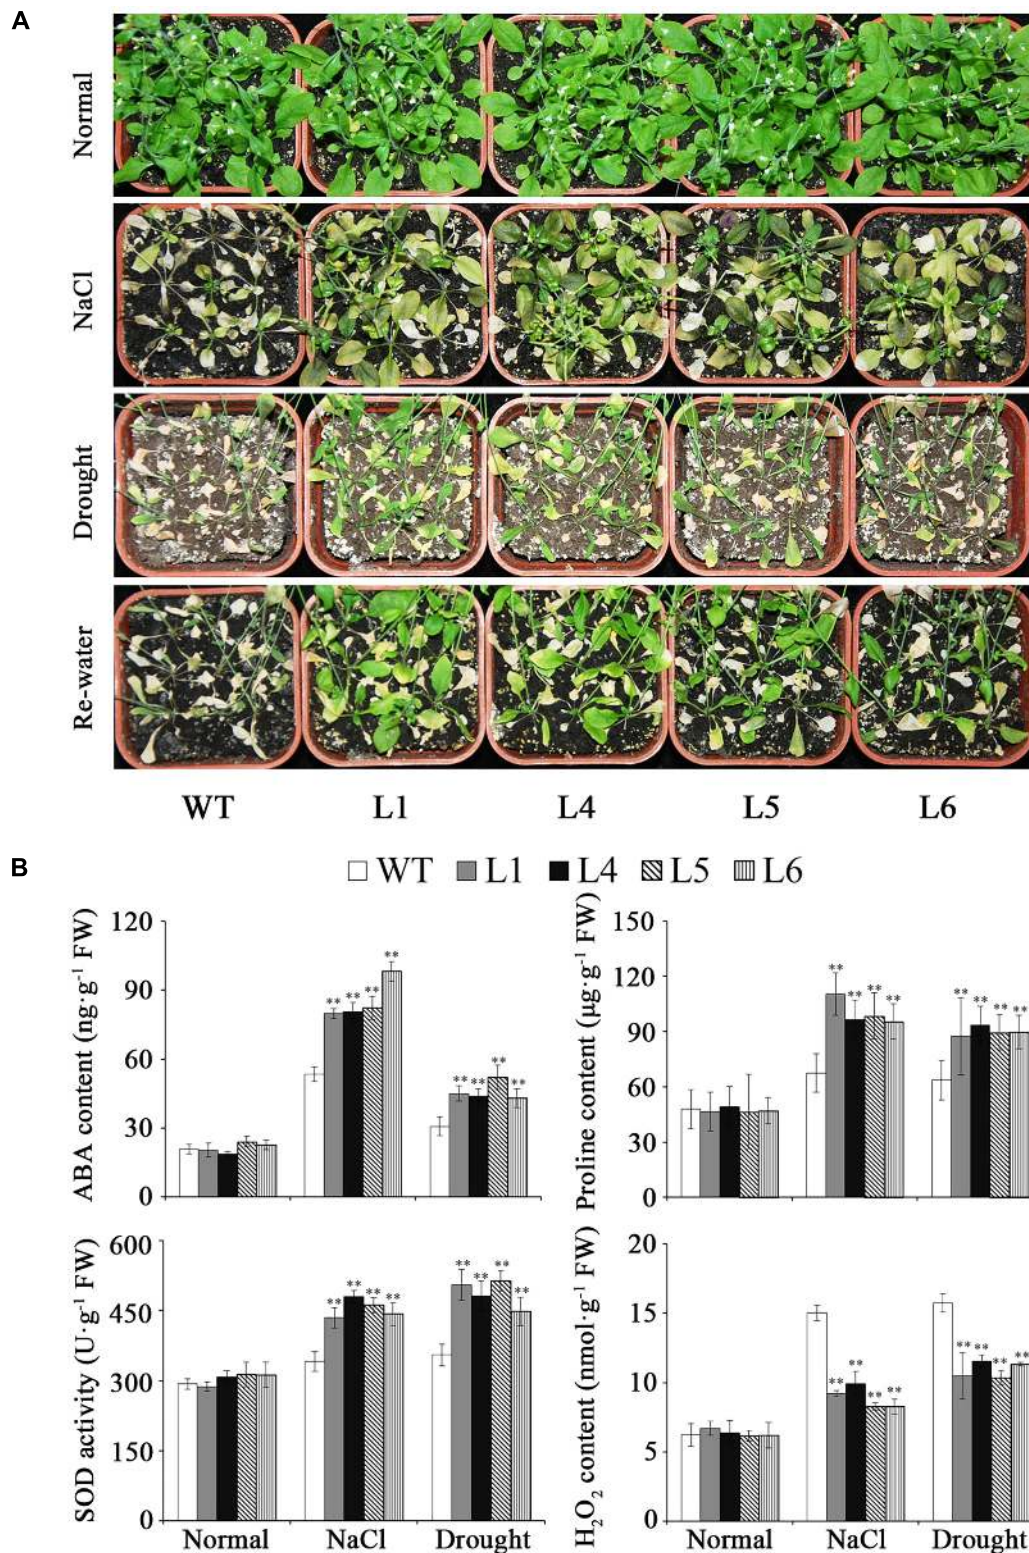 A
Normal
NaCl
Drought
Re-water
WT L1 L4 L5 L6
B
WT L1 L4 L5 L6
ABA content (ng·g⁻¹ FW)
120
90
60
30
0
** ** ** **
** ** ** **
Proline content (μg·g⁻¹ FW)
150
120
90
60
30
0
** ** ** **
** ** ** **
SOD activity (U·g⁻¹ FW)
600
450
300
150
0
** ** ** **
** ** ** **
Normal NaCl Drought
H₂O₂ content (nmol·g⁻¹ FW)
20
15
10
5
0
** ** ** **
** ** ** **
Normal NaCl Drought